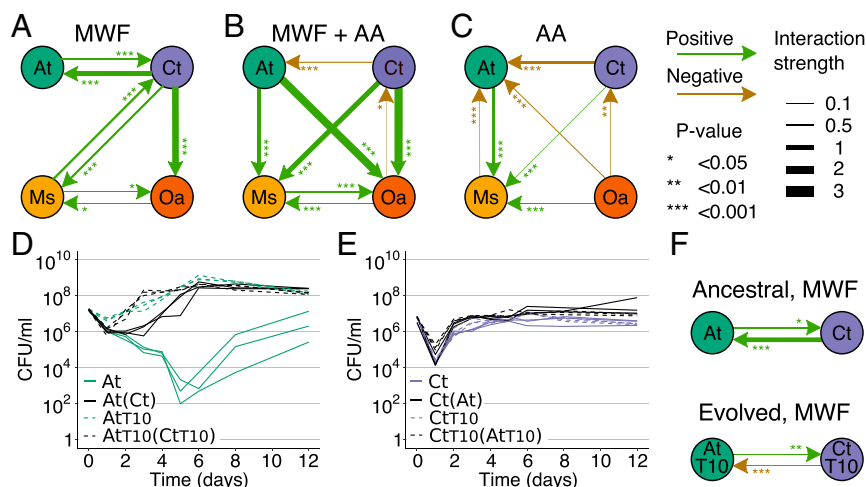 A MWF
At Ct
*** ***
*** ***
***
Ms Oa
*
*
B MWF + AA
At Ct
***
*
*** *** *** ***
Ms Oa
***
***
C AA
At Ct
***
*** *** *** **
Ms Oa
***
Positive
Negative
P-value
* <0.05
** <0.01
*** <0.001
Interaction
strength
0.1
0.5
1
2
3
D
CFU/ml
10^10
10^8
10^6
10^4
10^2
1
At
At(Ct)
AtT10
AtT10(CtT10)
0 2 4 6 8 10 12
Time (days)
E
CFU/ml
10^10
10^8
10^6
10^4
10^2
1
Ct
Ct(At)
CtT10
CtT10(AtT10)
0 2 4 6 8 10 12
Time (days)
F
Ancestral, MWF
At * Ct
***
Evolved, MWF
At ** Ct
T10 *** T10